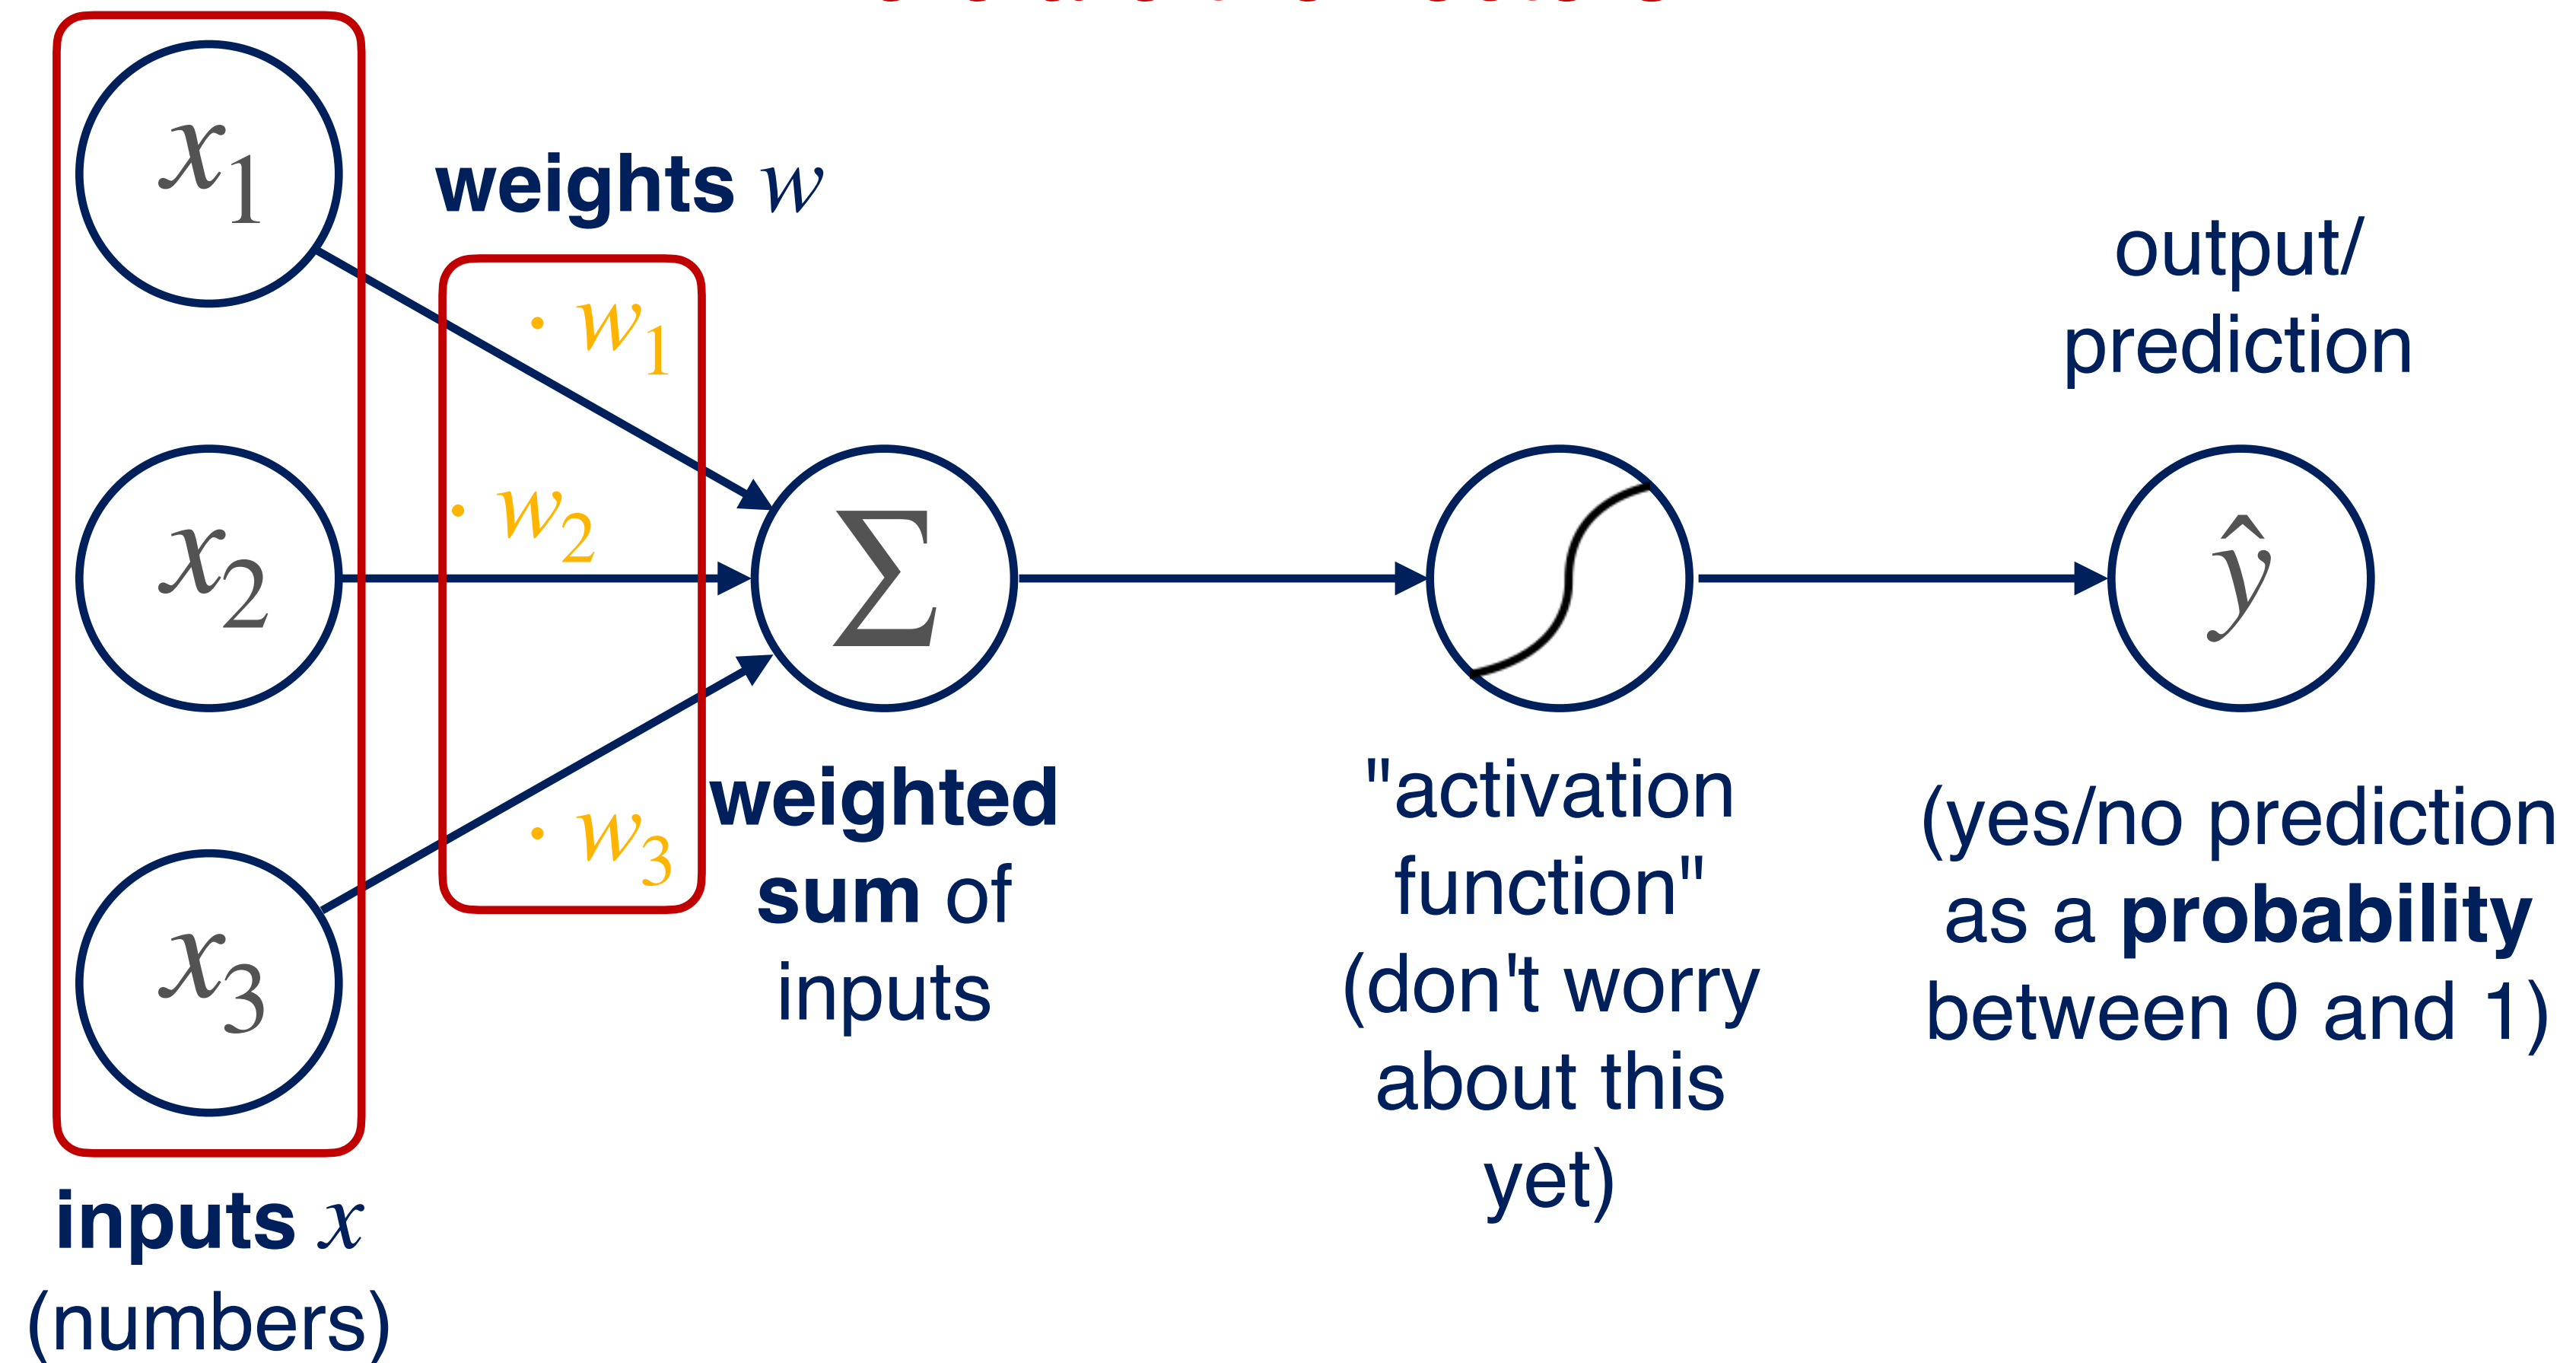 x₁
weights w
· w₁
output/
prediction
x₂
· w₂
Σ
ŷ
· w₃
weighted
sum of
inputs
"activation
function"
(don't worry
about this
yet)
(yes/no prediction
as a probability
between 0 and 1)
x₃
inputs x
(numbers)